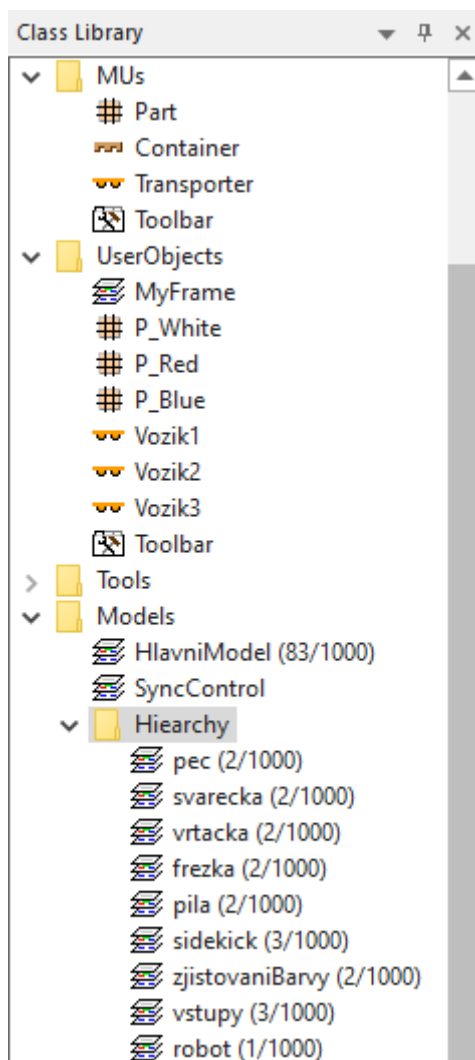 Class Library
MUs
Part
Container
Transporter
Toolbar
UserObjects
MyFrame
P_White
P_Red
P_Blue
Vozik1
Vozik2
Vozik3
Toolbar
Tools
Models
HlavniModel (83/1000)
SyncControl
Hiearchy
pec (2/1000)
svarecka (2/1000)
vrtacka (2/1000)
frezka (2/1000)
pila (2/1000)
sidekick (3/1000)
zjistovaniBarvy (2/1000)
vstupy (3/1000)
robot (1/1000)